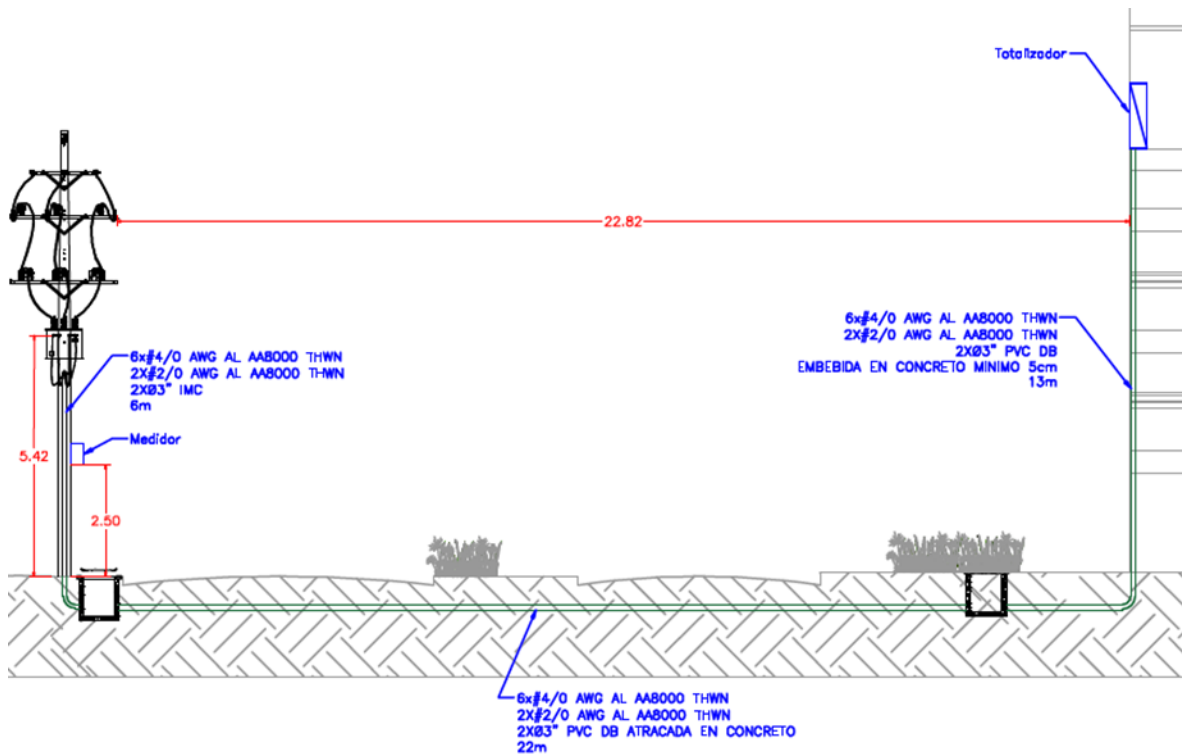 Totalizador
22.82
6x#4/0 AWG AL AA8000 THWN
2X#2/0 AWG AL AA8000 THWN
2XØ3" PVC DB
EMBEBIDA EN CONCRETO MINIMO 5cm
13m
6x#4/0 AWG AL AA8000 THWN
2X#2/0 AWG AL AA8000 THWN
2XØ3" IMC
6m
Medidor
5.42
2.50
6x#4/0 AWG AL AA8000 THWN
2X#2/0 AWG AL AA8000 THWN
2XØ3" PVC DB ATRACADA EN CONCRETO
22m